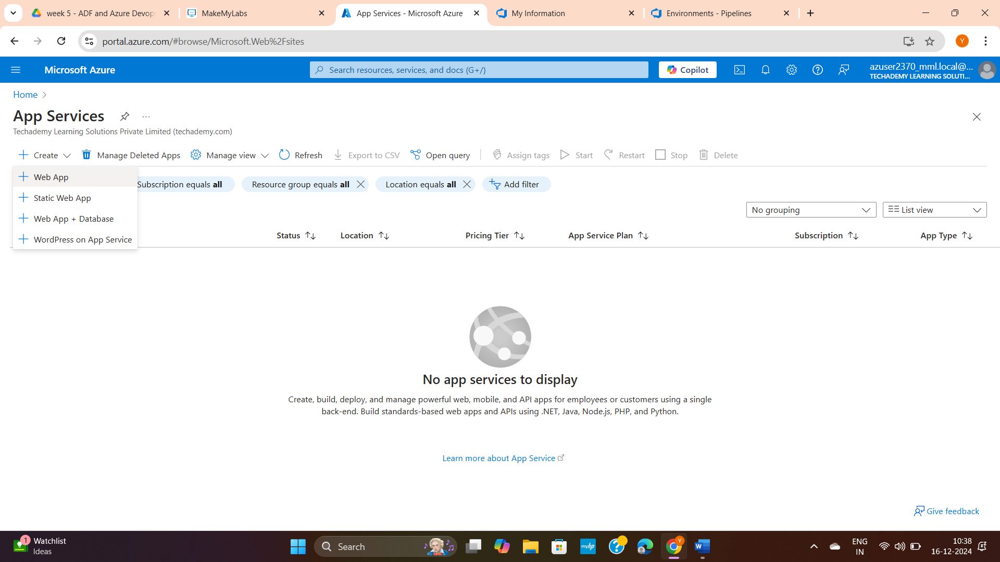 week 5 - ADF and Azure Devop
MakeMyLabs
App Services - Microsoft Azure
My Information
Environments - Pipelines
portal.azure.com/#browse/Microsoft.Web%2Fsites
Y
Microsoft Azure
Search resources, services, and docs (G+/)
Copilot
azuser2370_mml.local@...
TECHADEMY LEARNING SOLUTI...
Home
App Services
Techademy Learning Solutions Private Limited (techademy.com)
Create
Manage Deleted Apps
Manage view
Refresh
Export to CSV
Open query
Assign tags
Start
Restart
Stop
Delete
Web App
Static Web App
Web App + Database
WordPress on App Service
Subscription equals all
Resource group equals all
Location equals all
Add filter
No grouping
List view
Status
Location
Pricing Tier
App Service Plan
Subscription
App Type
No app services to display
Create, build, deploy, and manage powerful web, mobile, and API apps for employees or customers using a single
back-end. Build standards-based web apps and APIs using .NET, Java, Node.js, PHP, and Python.
Learn more about App Service
Give feedback
1
Watchlist
Ideas
Search
myhp
Y
W
ENG
IN
10:38
16-12-2024